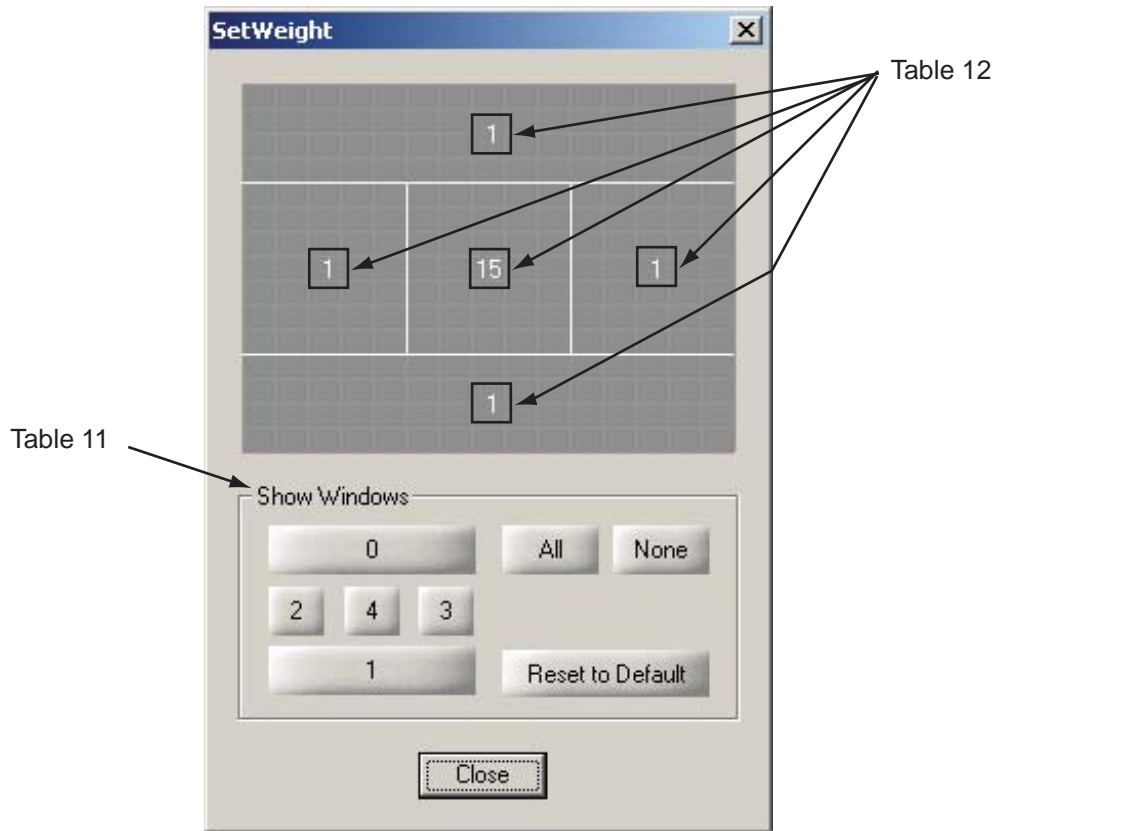 SetWeight
Table 12
1
1 15 1
1
Table 11
Show Windows
0 All None
2 4 3
1 Reset to Default
Close